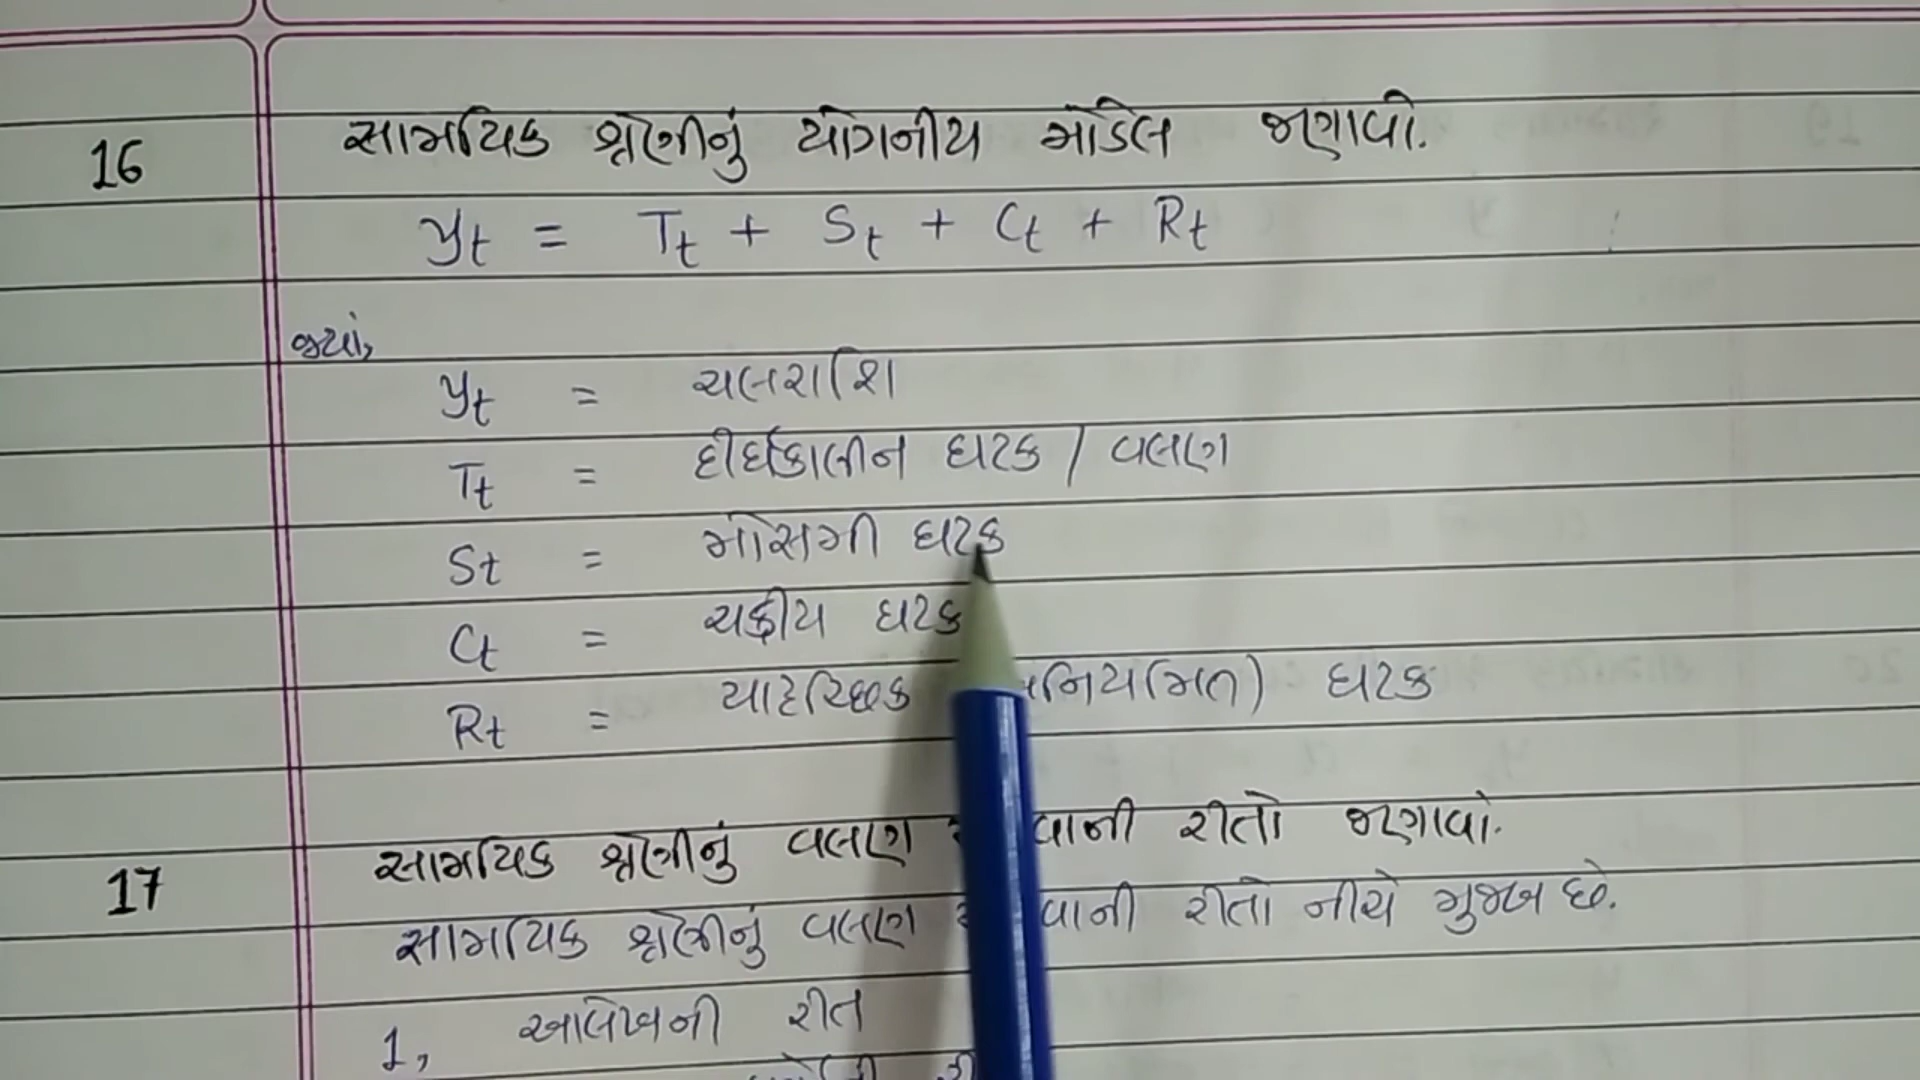 16 સામયિક શ્રેણીનું યોગનીય મોડેલ જણાવો.
yt = Tt + St + Ct + Rt
જ્યાં,
yt = ચલરાશિ
Tt = દીર્ઘકાલીન ઘટક / વલણ
St = મોસમી ઘટક
Ct = ચક્રીય ઘટક
Rt = યાદૃચ્છિક નિયમિત) ઘટક
17 સામયિક શ્રેણીનું વલણ વાની રીતો જણાવો.
સામયિક શ્રેણીનું વલણ વાની રીતો નીચે મુજબ છે.
1, આલેખની રીત